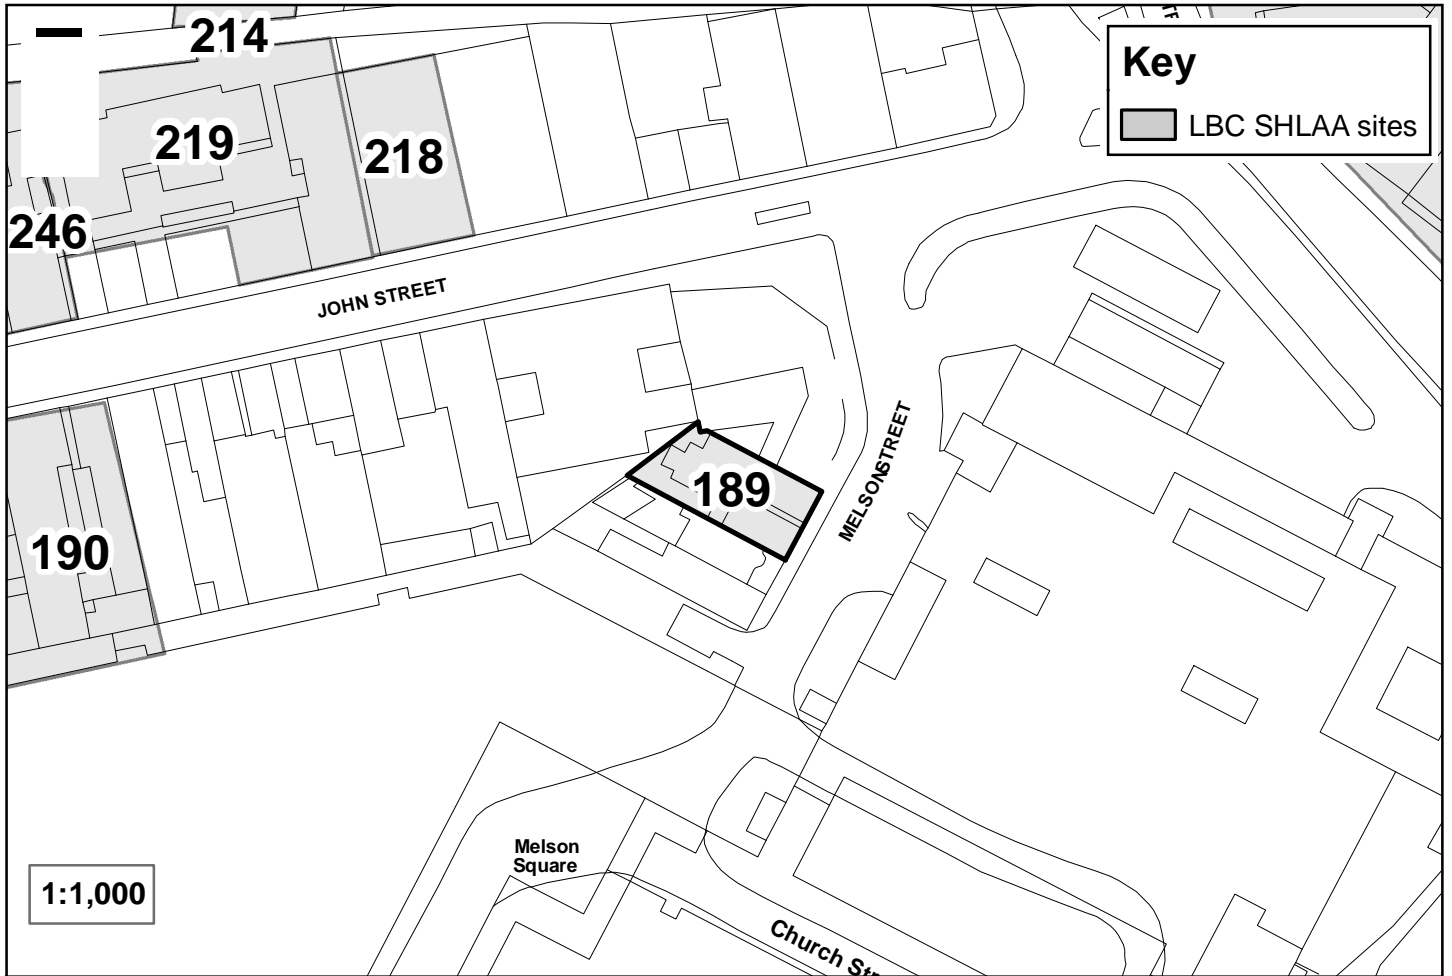 214
Key
LBC SHLAA sites
219
218
246
JOHN STREET
MELSON STREET
189
190
Melson
Square
1:1,000
Church Str